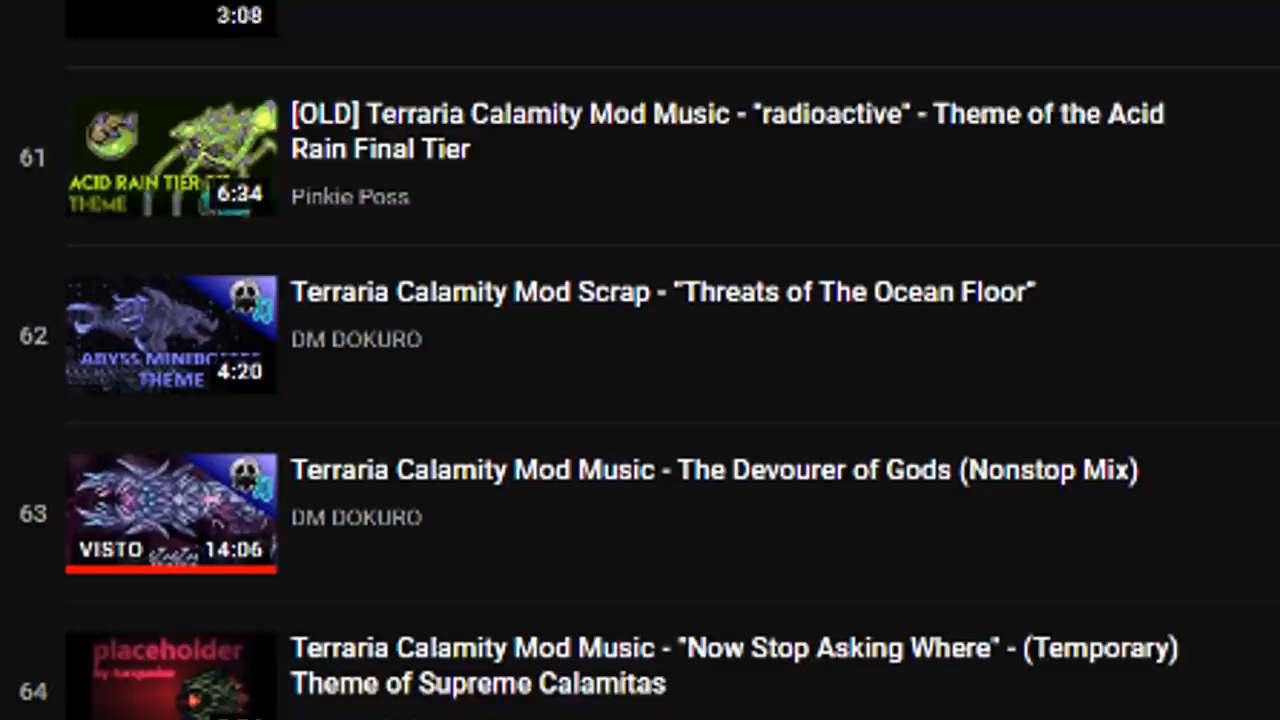 3:08
61
[OLD] Terraria Calamity Mod Music - "radioactive" - Theme of the Acid
Rain Final Tier
Pinkie Poss
ACID RAIN TIER
THEME
6:34
62
Terraria Calamity Mod Scrap - "Threats of The Ocean Floor"
DM DOKURO
ABYSS
THEME
4:20
63
Terraria Calamity Mod Music - The Devourer of Gods (Nonstop Mix)
DM DOKURO
VISTO
14:06
64
Terraria Calamity Mod Music - "Now Stop Asking Where" - (Temporary)
Theme of Supreme Calamitas
placeholder
by turquoise